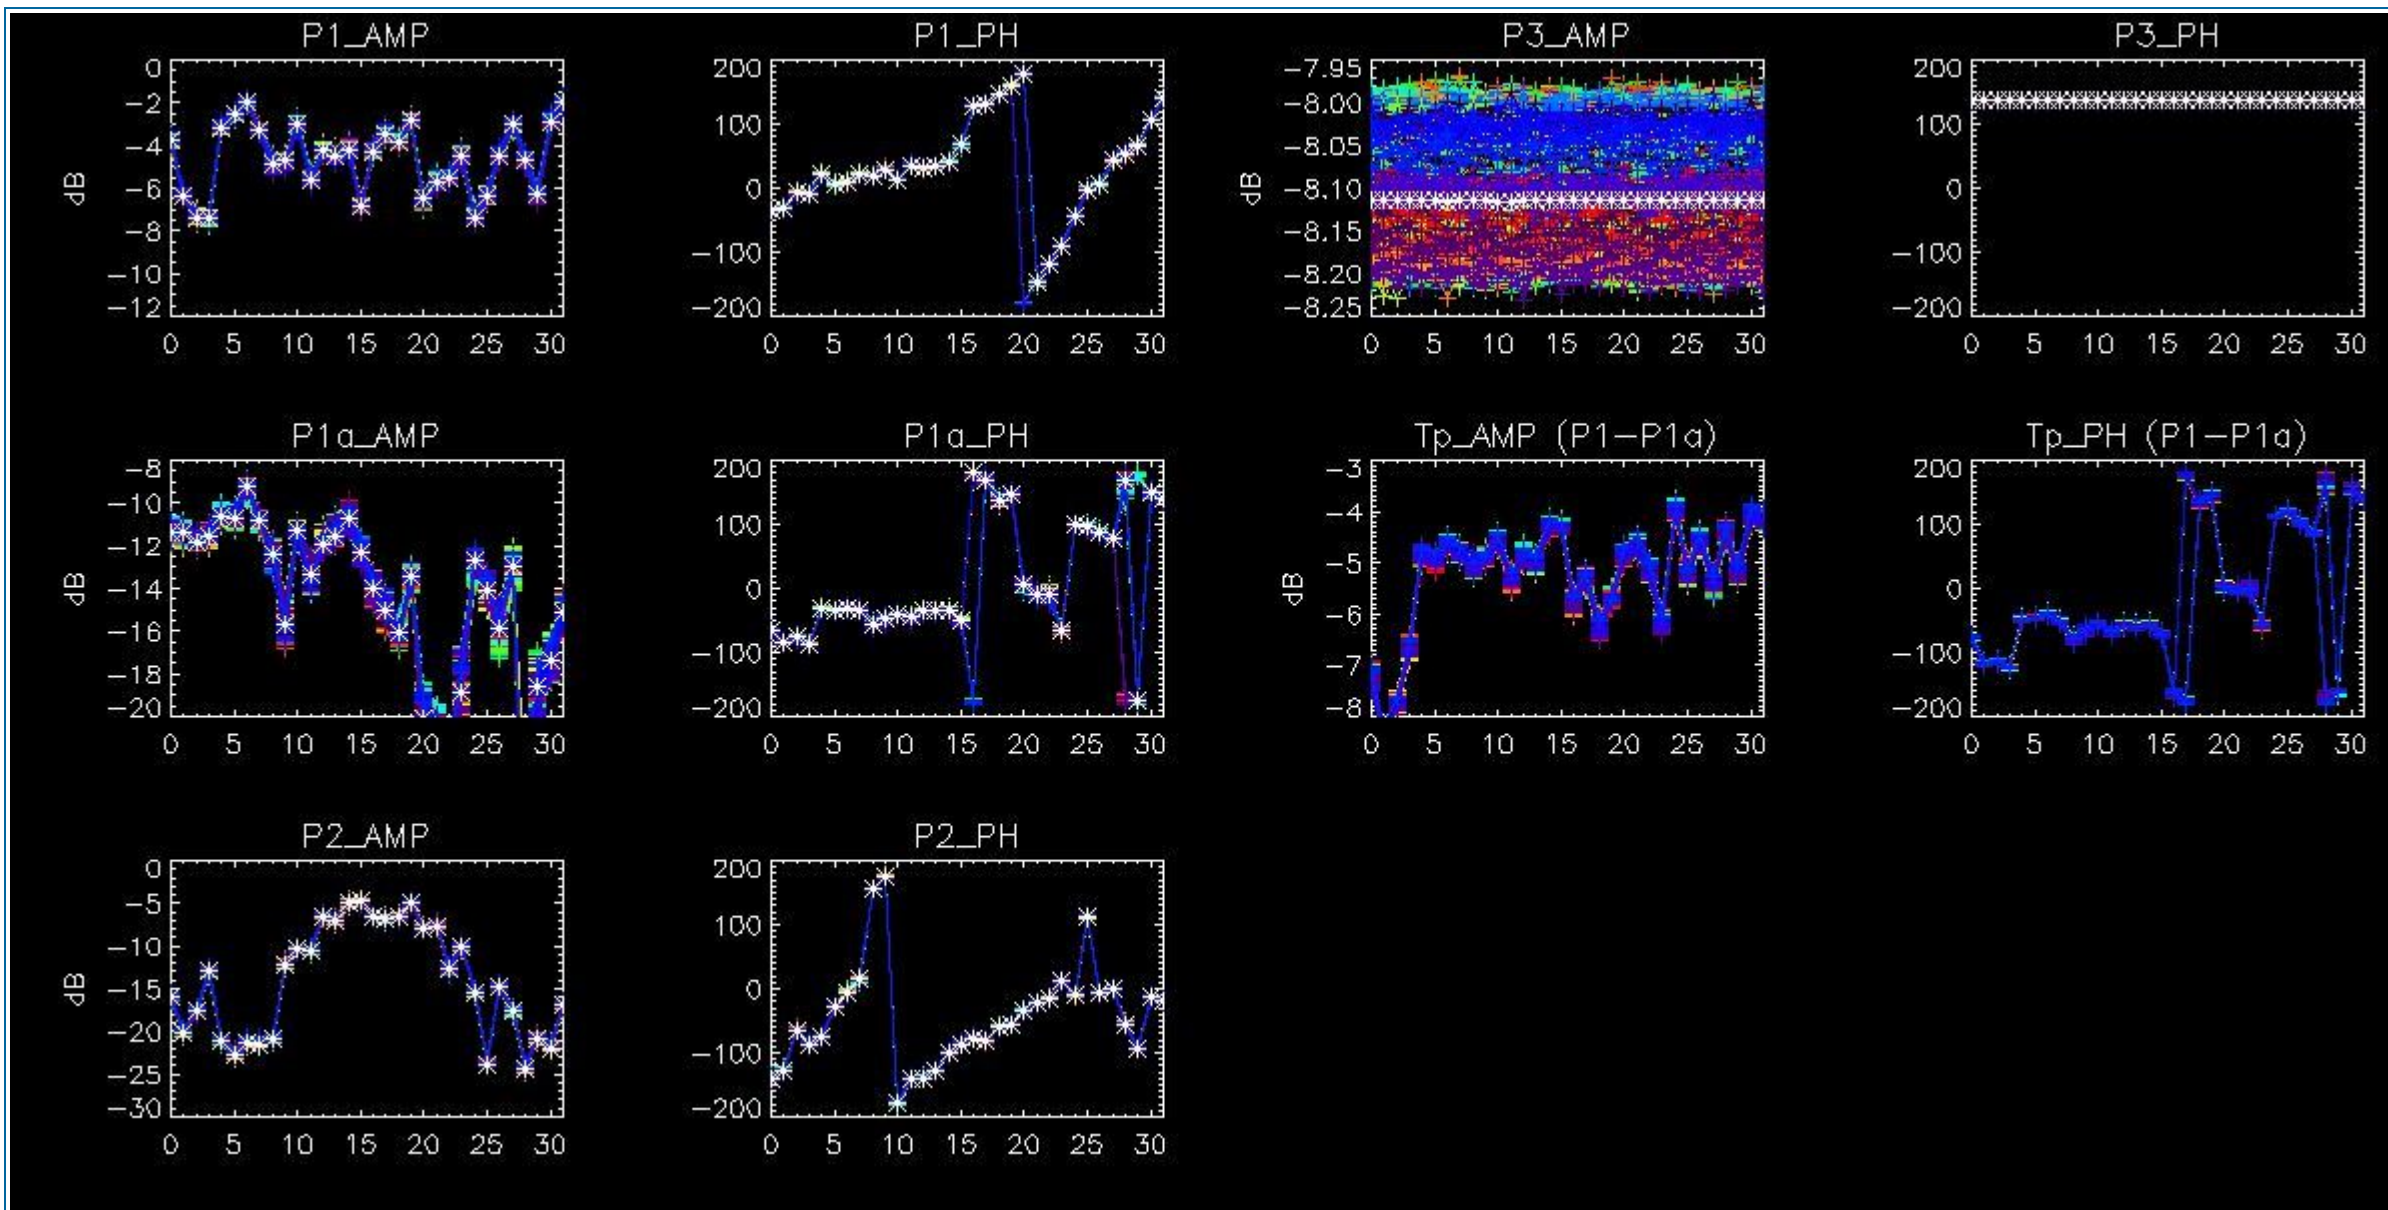 P1_AMP P1_PH P3_AMP P3_PH
dB 0 −2 −4 −6 −8 −10 −12
200 100 0 −100 −200
dB −7.95 −8.00 −8.05 −8.10 −8.15 −8.20 −8.25
200 100 0 −100 −200
0 5 10 15 20 25 30 0 5 10 15 20 25 30 0 5 10 15 20 25 30 0 5 10 15 20 25 30
P1a_AMP P1a_PH Tp_AMP (P1−P1a) Tp_PH (P1−P1a)
dB −8 −10 −12 −14 −16 −18 −20
200 100 0 −100 −200
dB −3 −4 −5 −6 −7 −8
200 100 0 −100 −200
0 5 10 15 20 25 30 0 5 10 15 20 25 30 0 5 10 15 20 25 30 0 5 10 15 20 25 30
P2_AMP P2_PH
dB 0 −5 −10 −15 −20 −25 −30
200 100 0 −100 −200
0 5 10 15 20 25 30 0 5 10 15 20 25 30